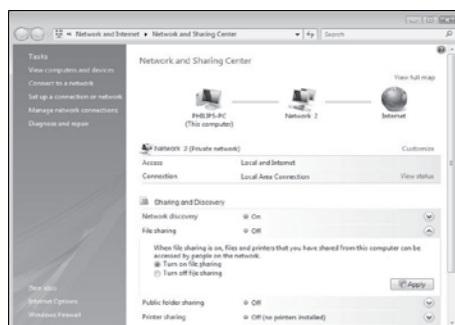 Network and Internet ▸ Network and Sharing Center
Search
Tasks
View computers and devices
Connect to a network
Set up a connection or network
Manage network connections
Diagnose and repair
See also
Internet Options
Windows Firewall
Network and Sharing Center
View full map
PHILIPS-PC
(This computer)
Network 2
Internet
Network 2 (Private network)
Customize
Access
Local and Internet
Connection
Local Area Connection
View status
Sharing and Discovery
Network discovery
On
File sharing
Off
When file sharing is on, files and printers that you have shared from this computer can be
accessed by people on the network.
Turn on file sharing
Turn off file sharing
Apply
Public folder sharing
Off
Printer sharing
Off (no printers installed)